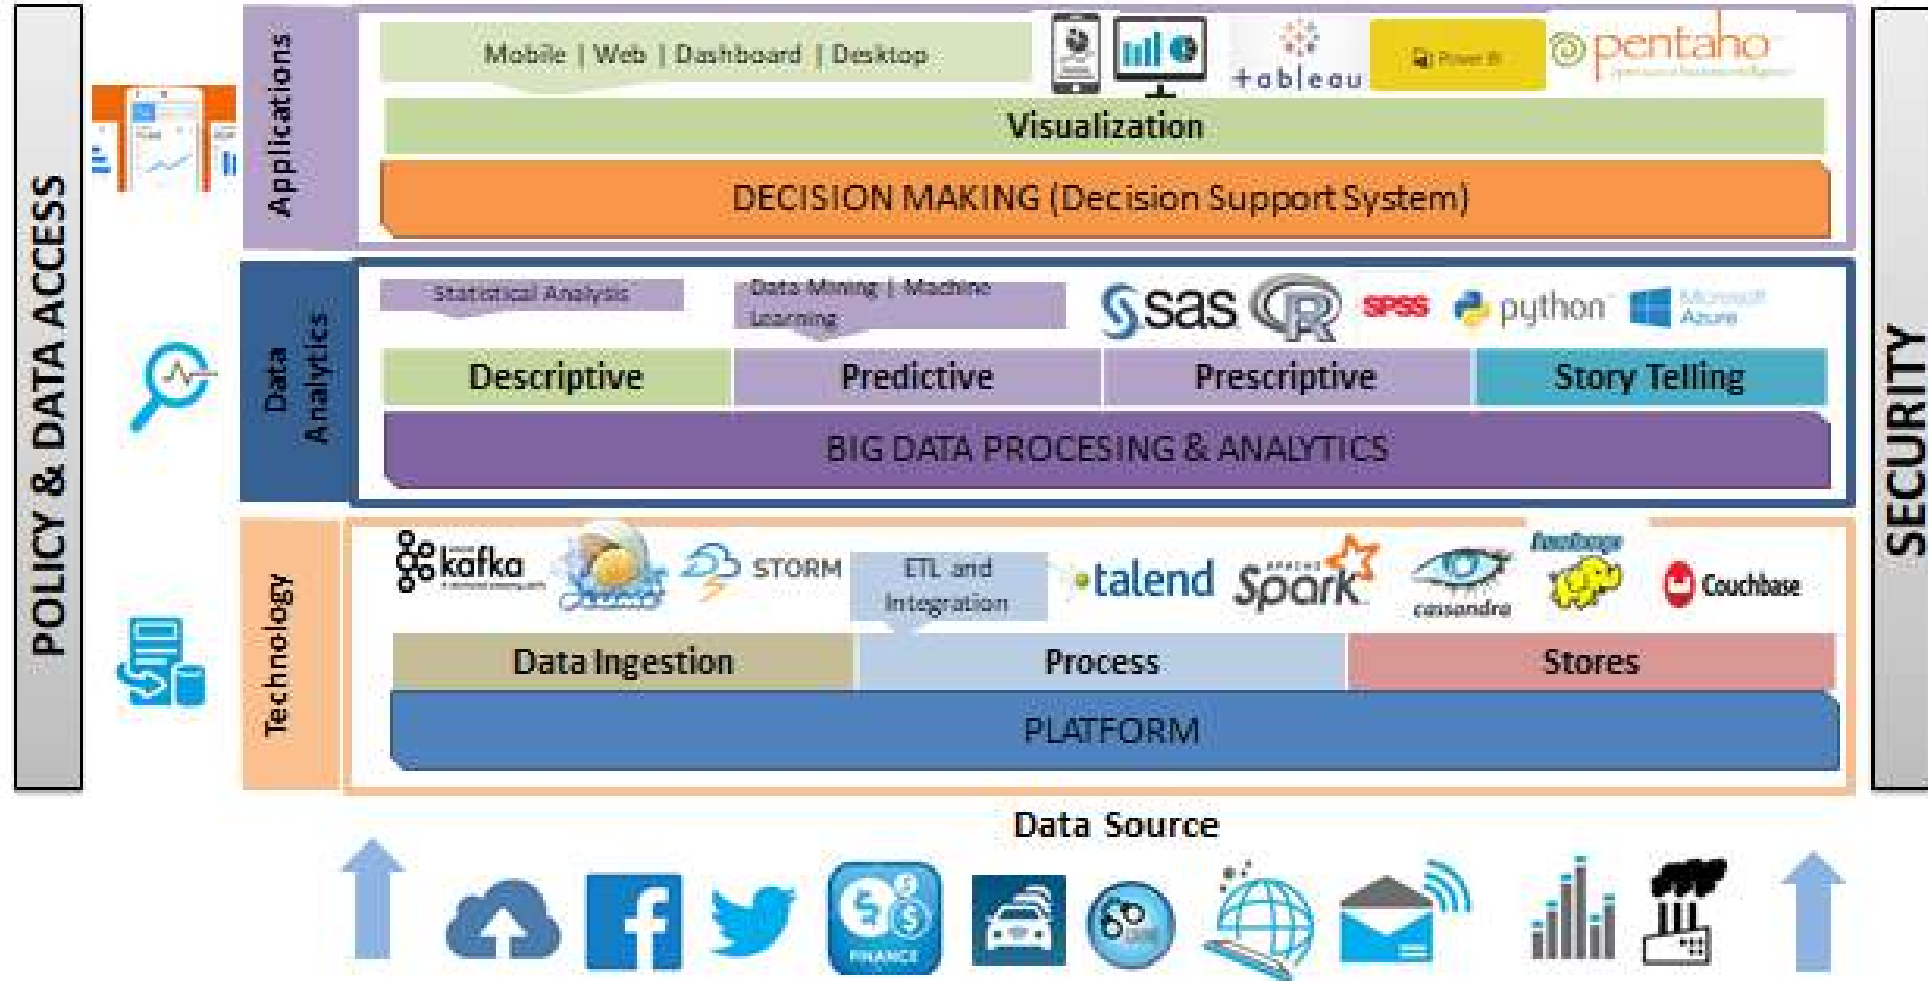 POLICY & DATA ACCESS
Applications
Mobile | Web | Dashboard | Desktop
tableau
Power BI
pentaho
Visualization
DECISION MAKING (Decision Support System)
Data
Analytics
Statistical Analysis
Data Mining | Machine
Learning
sas
R
SPSS
python
Microsoft
Azure
Descriptive
Predictive
Prescriptive
Story Telling
BIG DATA PROCESING & ANALYTICS
Technology
kafka
STORM
ETL and
Integration
talend
APACHE
Spark
cassandra
Couchbase
Data Ingestion
Process
Stores
PLATFORM
SECURITY
Data Source
f
FINANCE